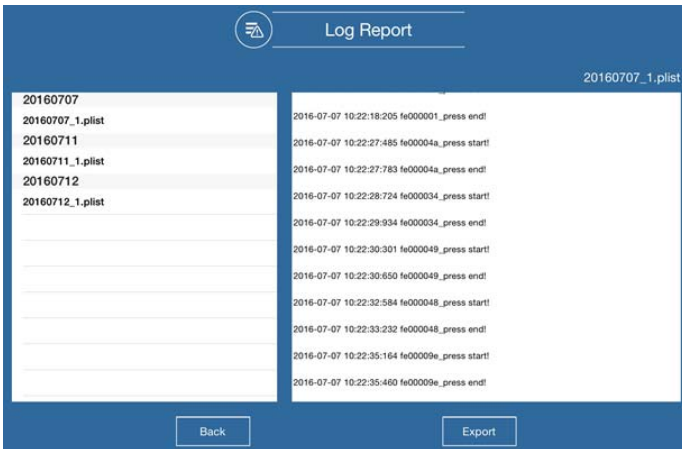 Log Report
20160707_1.plist
20160707
20160707_1.plist
20160711
20160711_1.plist
20160712
20160712_1.plist
2016-07-07 10:22:18:205 fe000001_press end!
2016-07-07 10:22:27:485 fe00004a_press start!
2016-07-07 10:22:27:783 fe00004a_press end!
2016-07-07 10:22:28:724 fe000034_press start!
2016-07-07 10:22:29:934 fe000034_press end!
2016-07-07 10:22:30:301 fe000049_press start!
2016-07-07 10:22:30:650 fe000049_press end!
2016-07-07 10:22:32:584 fe000048_press start!
2016-07-07 10:22:33:232 fe000048_press end!
2016-07-07 10:22:35:164 fe00009e_press start!
2016-07-07 10:22:35:460 fe00009e_press end!
Back
Export